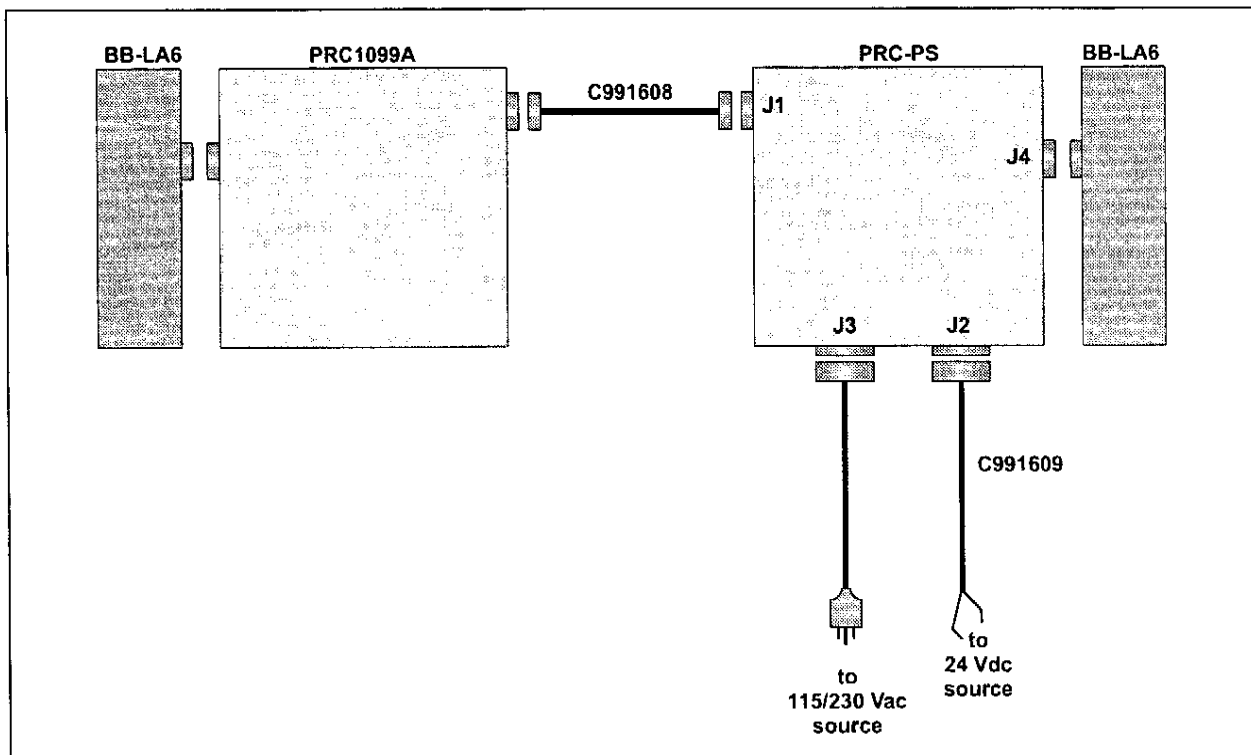 BB-LA6
PRC1099A
PRC-PS
BB-LA6
C991608
J1
J4
J3
J2
C991609
to
115/230 Vac
source
to
24 Vdc
source